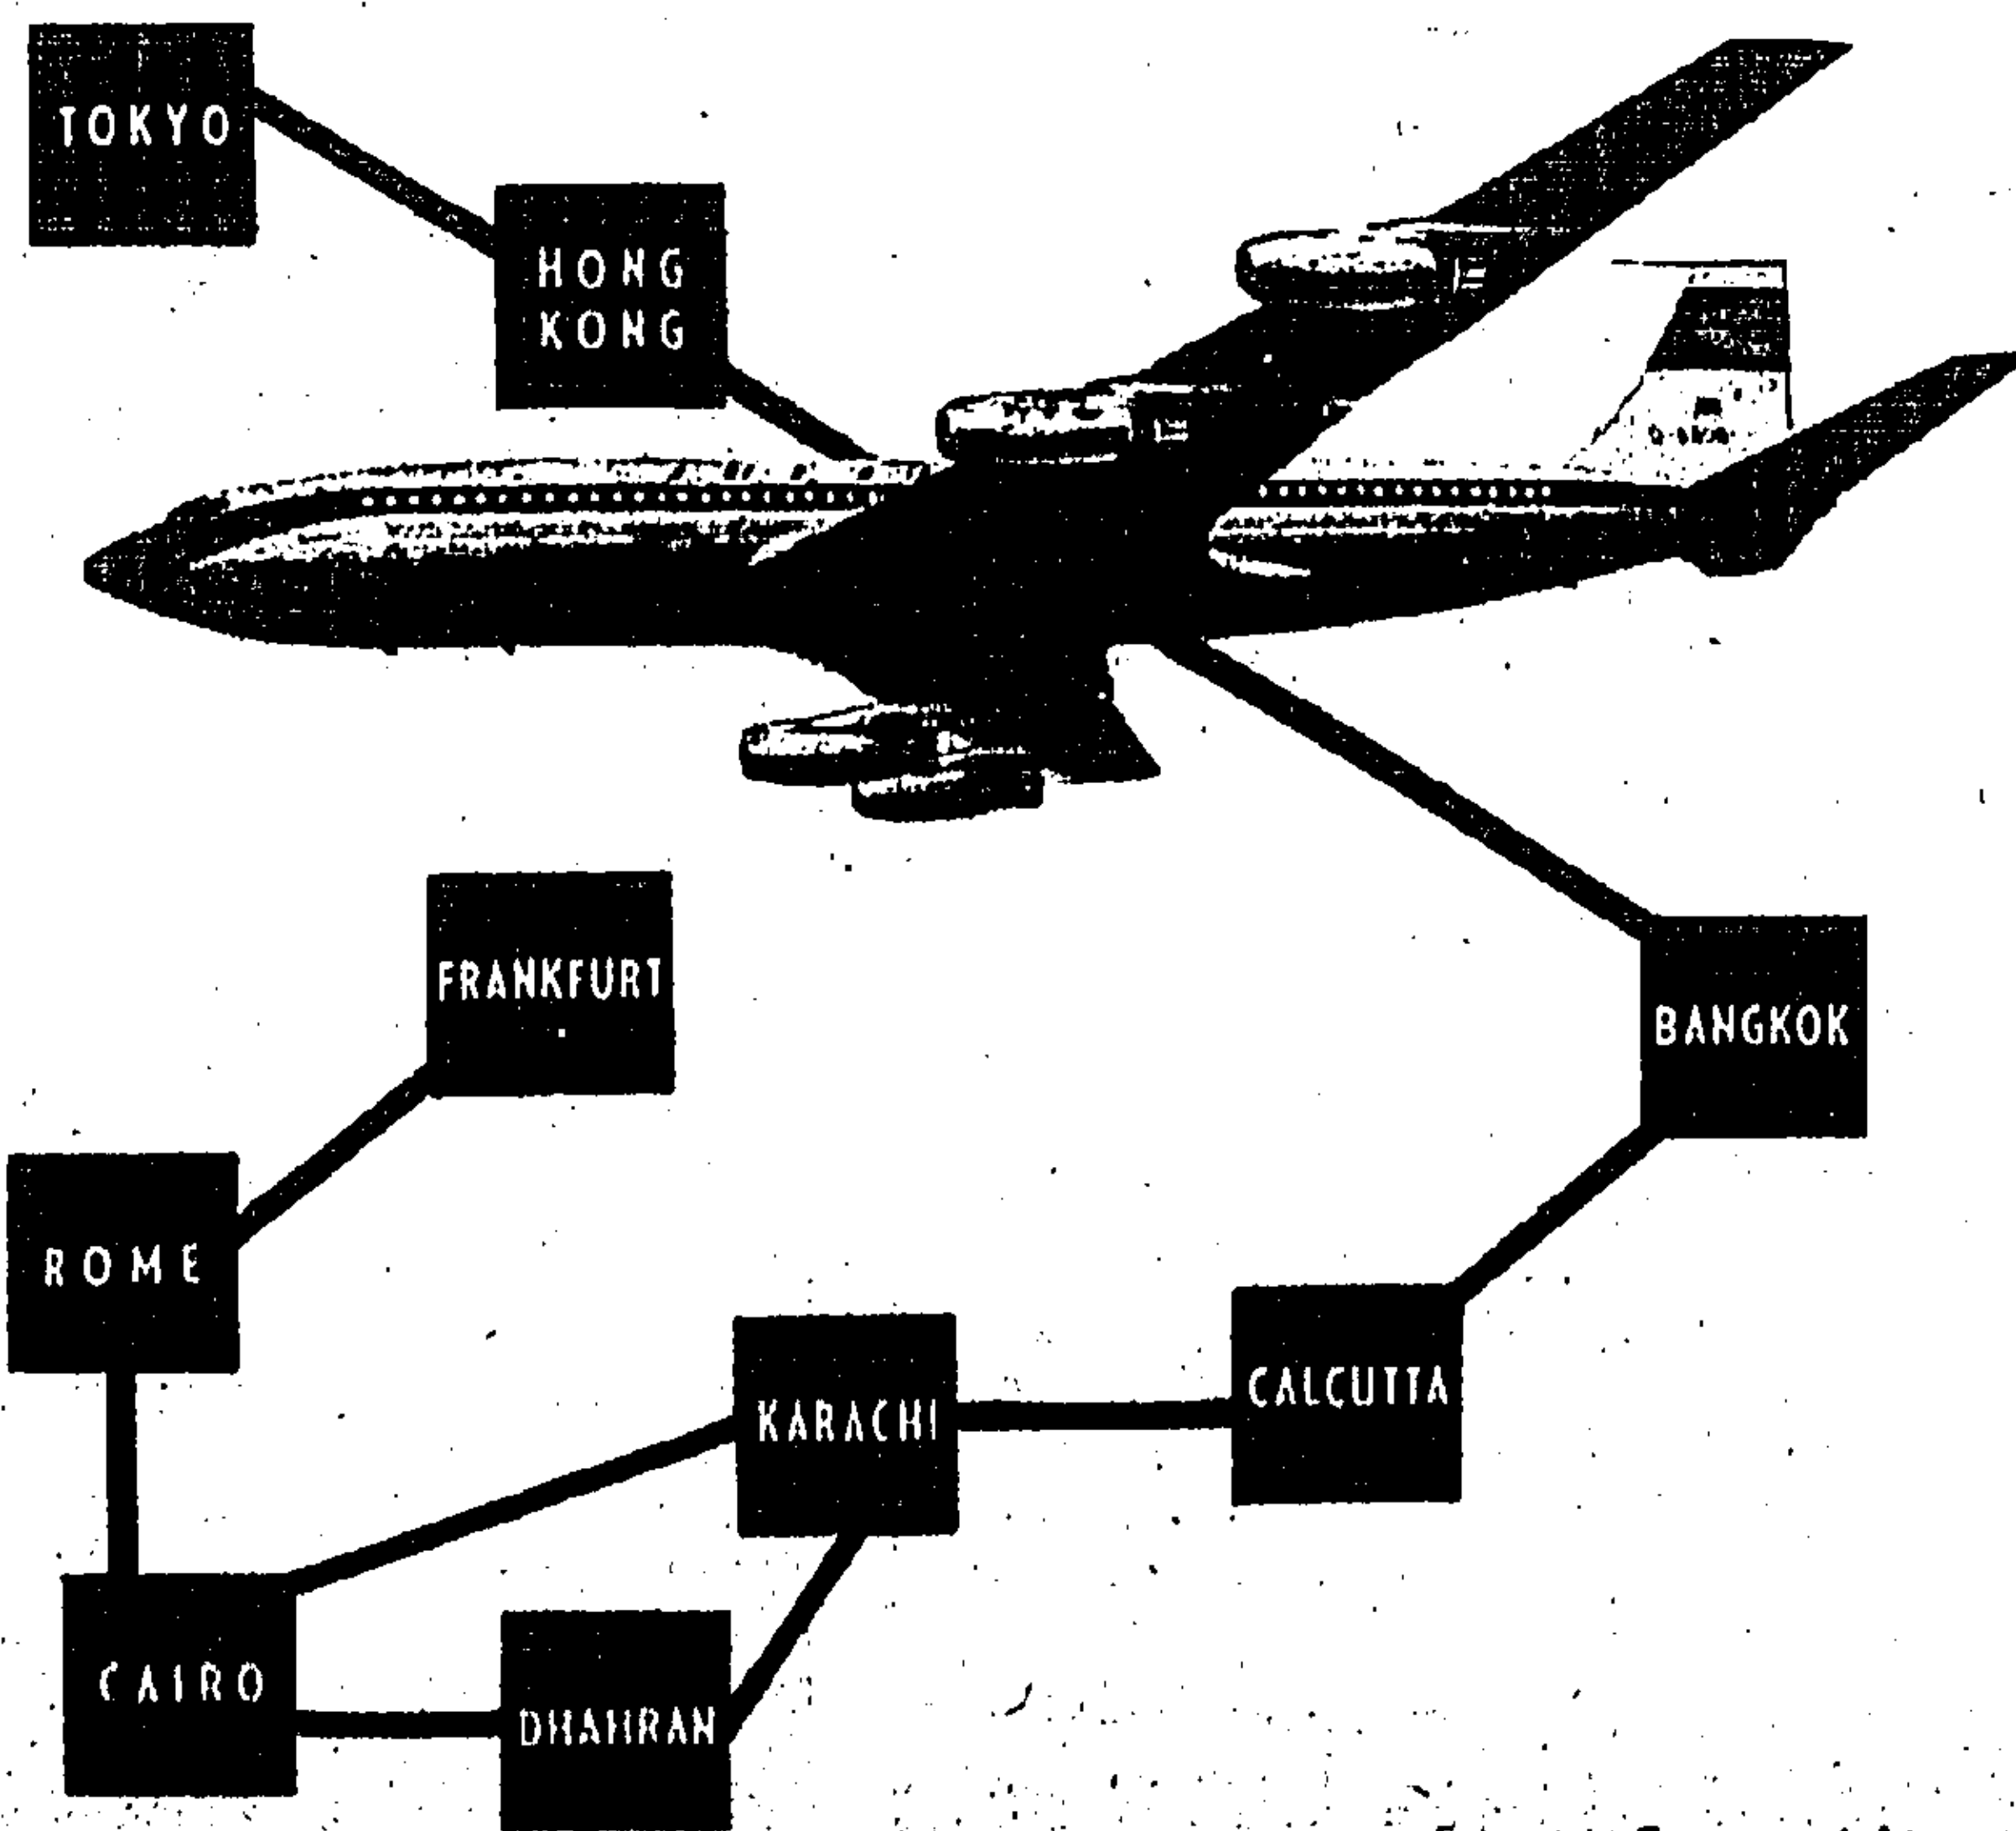 TOKYO
HONG
KONG
FRANKFURT
BANGKOK
ROME
CALCUTTA
KARACHI
CAIRO
DHAHRAN